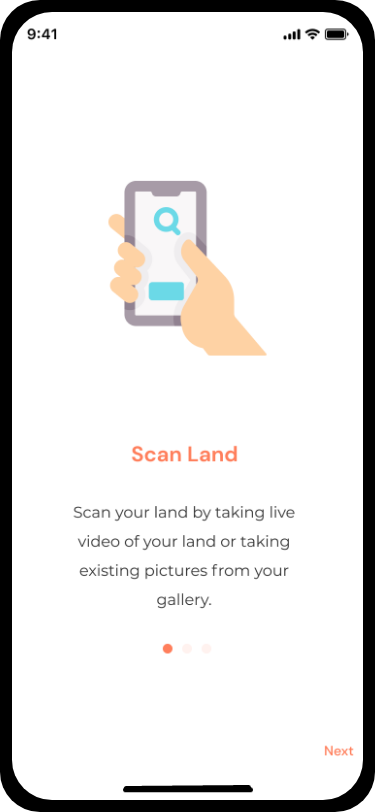 9:41
Scan Land
Scan your land by taking live
video of your land or taking
existing pictures from your
gallery.
Next